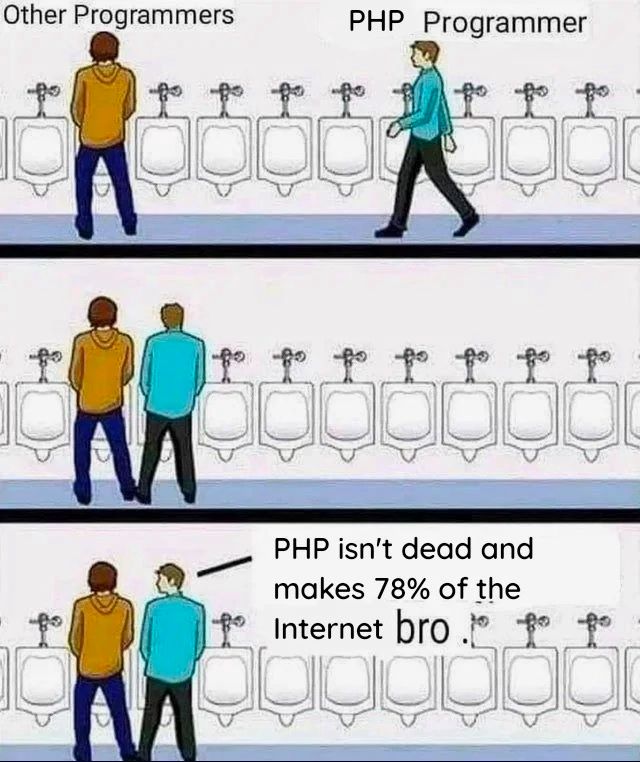 Other Programmers
PHP Programmer
PHP isn't dead and
makes 78% of the
Internet bro .